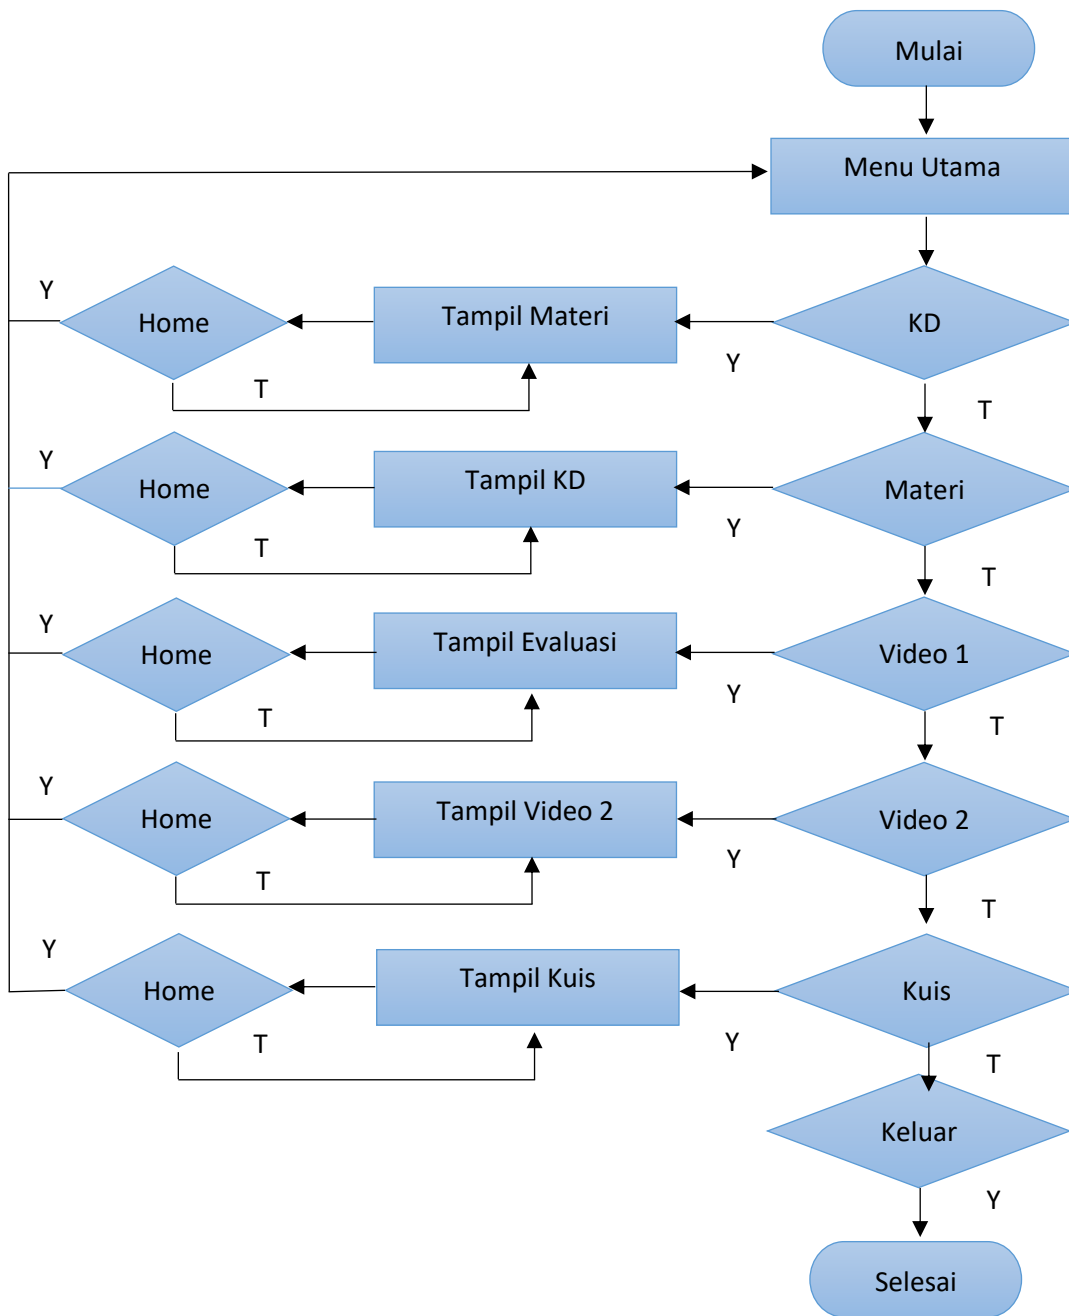 Mulai
Menu Utama
Y
Home
Tampil Materi
KD
Y
T
T
Y
Home
Tampil KD
Materi
Y
T
T
Y
Home
Tampil Evaluasi
Video 1
Y
T
T
Y
Home
Tampil Video 2
Video 2
Y
T
T
Y
Home
Tampil Kuis
Kuis
Y
T
T
Keluar
Y
Selesai